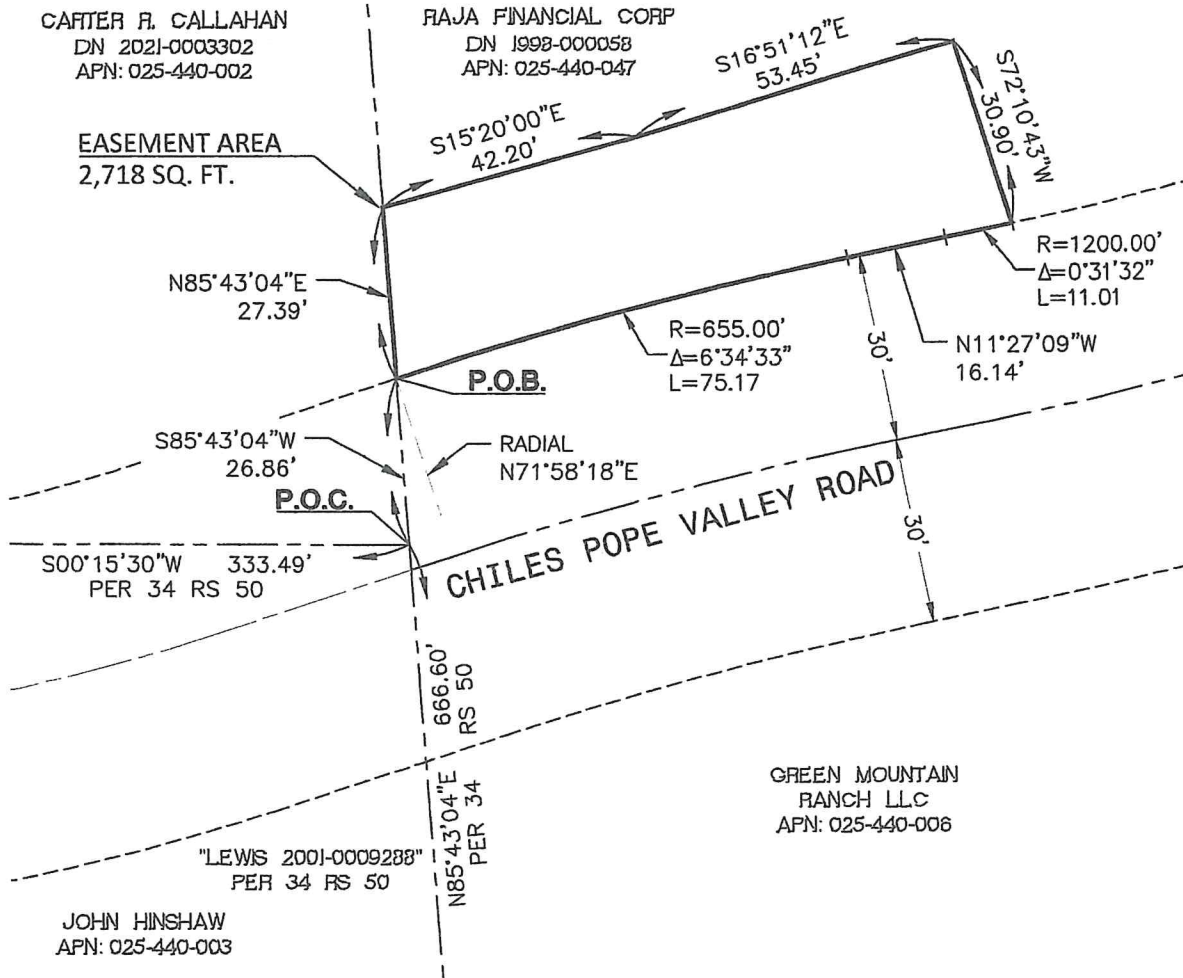 CARTER R. CALLAHAN
DN 2021-0003302
APN: 025-440-002
RAJA FINANCIAL CORP
DN 1998-000058
APN: 025-440-047
S16°51'12"E
53.45'
S72°10'43"W
30.90'
S15°20'00"E
42.20'
EASEMENT AREA
2,718 SQ. FT.
N85°43'04"E
27.39'
R=1200.00'
Δ=0°31'32"
L=11.01
R=655.00'
Δ=6°34'33"
L=75.17
N11°27'09"W
16.14'
30'
P.O.B.
S85°43'04"W
26.86'
RADIAL
N71°58'18"E
P.O.C.
CHILES POPE VALLEY ROAD
30'
S00°15'30"W 333.49'
PER 34 RS 50
N85°43'04"E 666.60'
PER 34 RS 50
GREEN MOUNTAIN
RANCH LLC
APN: 025-440-006
"LEWIS 2001-0009288"
PER 34 RS 50
JOHN HINSHAW
APN: 025-440-003